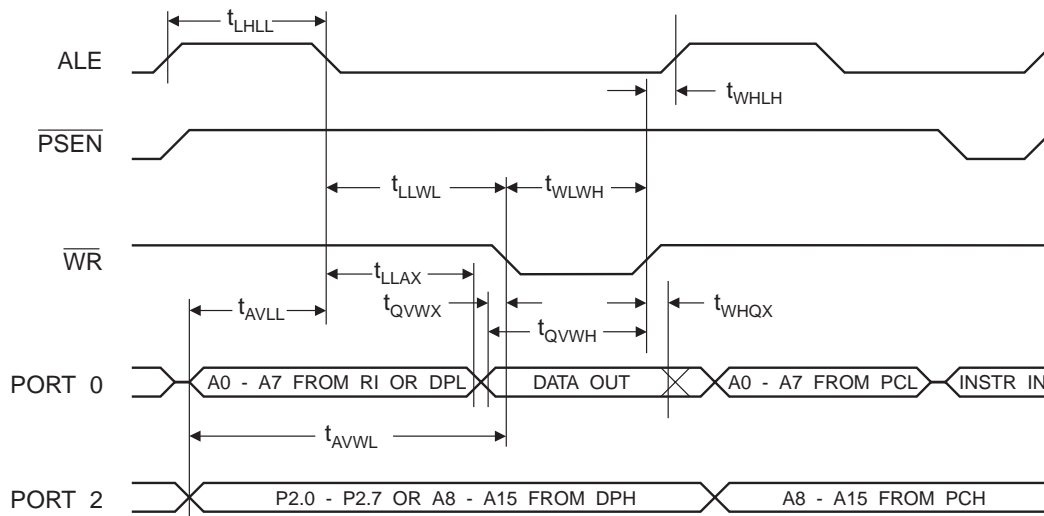 tLHLL
ALE
tWHLH
PSEN
tLLWL tWLWH
WR
tLLAX
tAVLL tQVWX tWHQX
tQVWH
PORT 0 A0 - A7 FROM RI OR DPL DATA OUT A0 - A7 FROM PCL INSTR IN
tAVWL
PORT 2 P2.0 - P2.7 OR A8 - A15 FROM DPH A8 - A15 FROM PCH